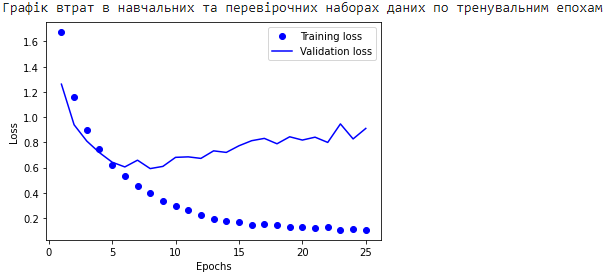 Графік втрат в навчальних та перевірочних наборах даних по тренувальним епохам
Training loss
Validation loss
1.6
1.4
1.2
1.0
0.8
0.6
0.4
0.2
Loss
0 5 10 15 20 25
Epochs